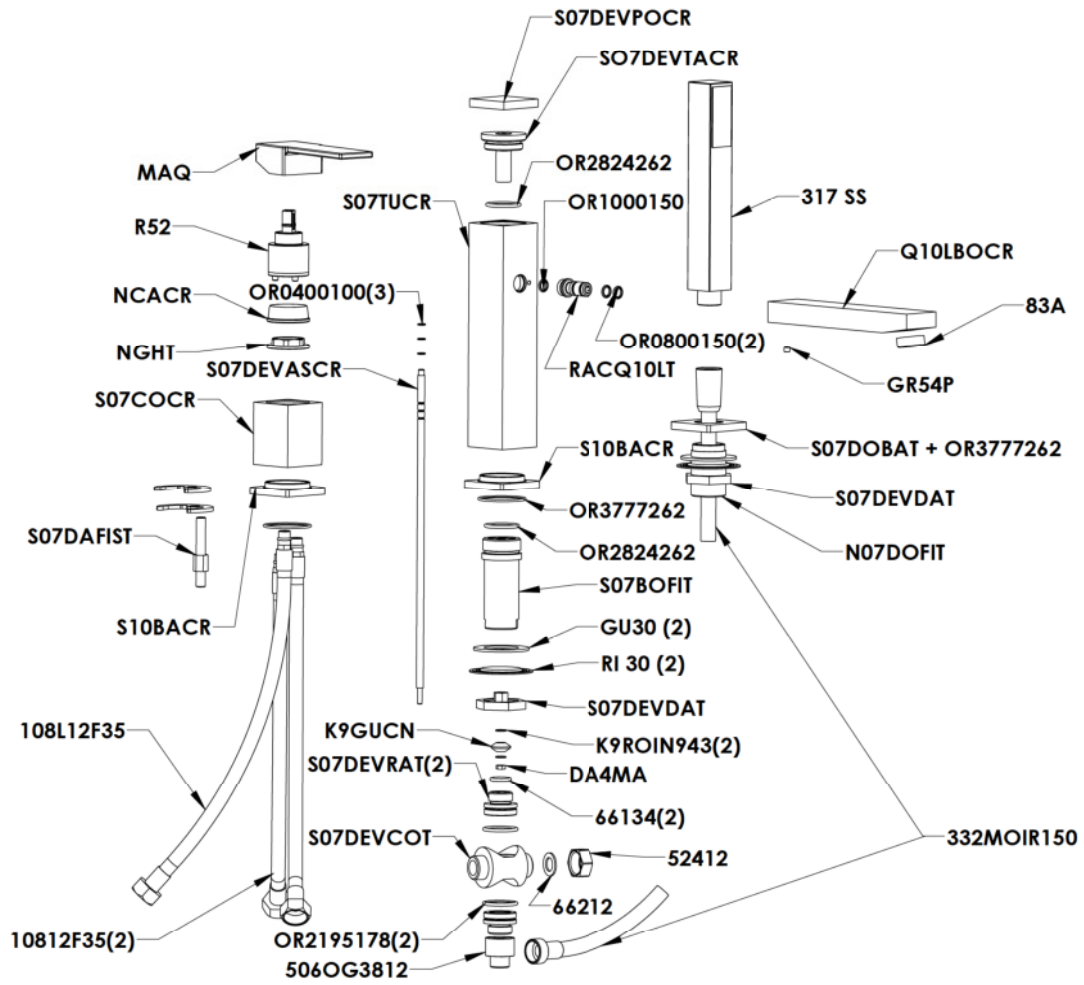 S07DEVPOCR
SO7DEVTACR
MAQ
OR2824262
S07TUCR
OR1000150
317 SS
R52
Q10LBOCR
NCACR
OR0400100(3)
83A
OR0800150(2)
NGHT
S07DEVASCR
RACQ10LT
GR54P
S07COCR
S10BACR
S07DOBAT + OR3777262
S07DEVDAT
OR3777262
S07DAFIST
OR2824262
N07DOFIT
S07BOFIT
S10BACR
GU30 (2)
RI 30 (2)
S07DEVDAT
108L12F35
K9GUCN
K9ROIN943(2)
S07DEVRAT(2)
DA4MA
66134(2)
S07DEVCOT
52412
332MOIR150
66212
10812F35(2)
OR2195178(2)
506OG3812